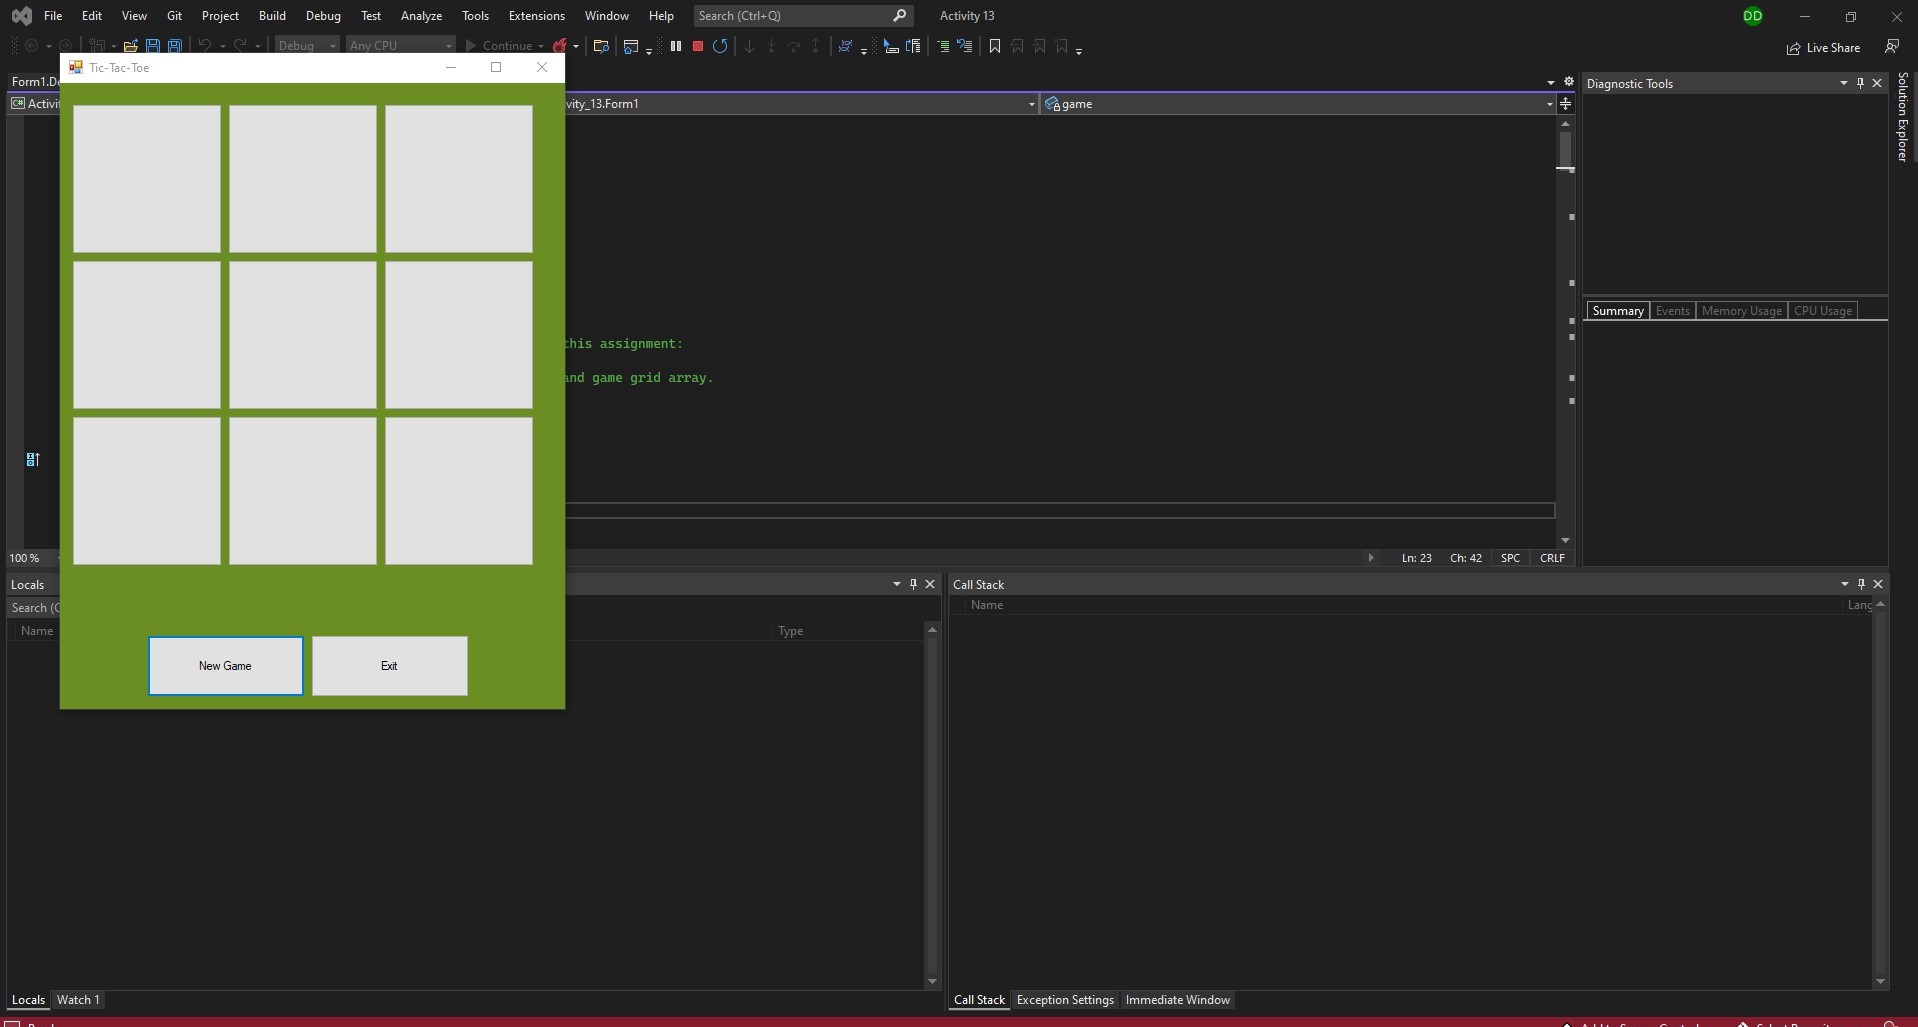 File Edit View Git Project Build Debug Test Analyze Tools Extensions Window Help Search (Ctrl+Q) Activity 13 DD
Debug Any CPU Continue Live Share
Tic-Tac-Toe
Form1.De
Diagnostic Tools
C# Activit
vity_13.Form1
game
Solution Explorer
Summary Events Memory Usage CPU Usage
this assignment:
and game grid array.
100 %
Ln: 23 Ch: 42 SPC CRLF
Locals
Call Stack
Search (C
Name
Lang
Name
Type
New Game
Exit
Locals Watch 1
Call Stack Exception Settings Immediate Window